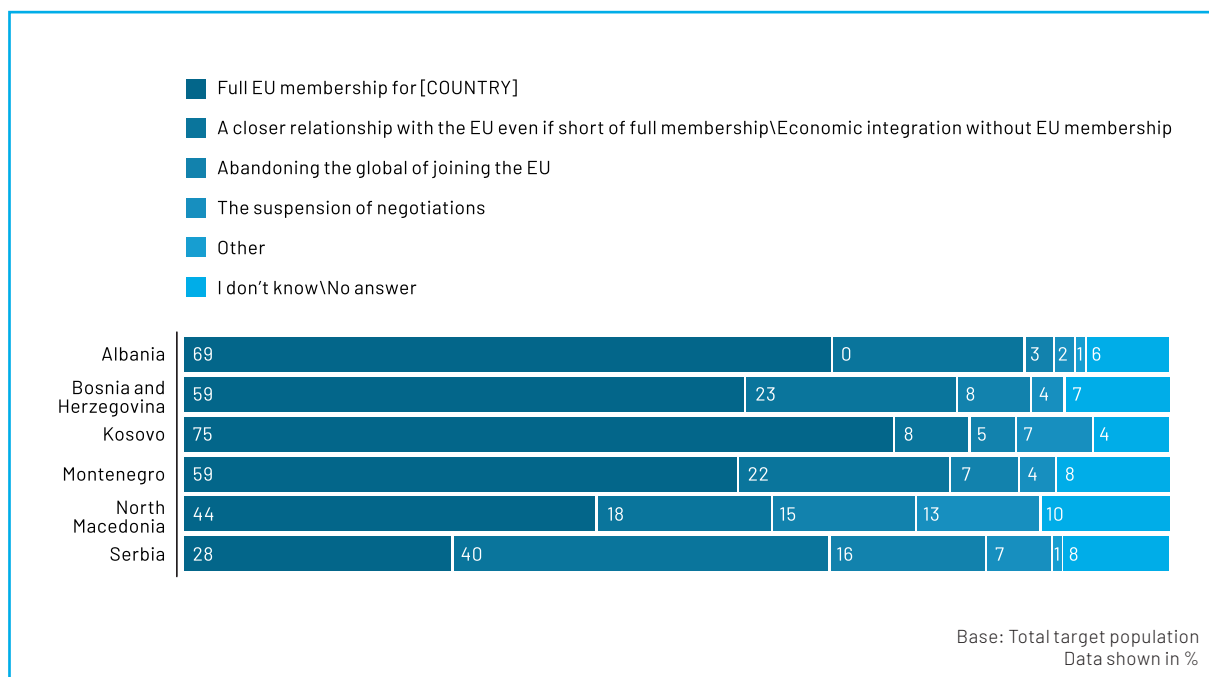 Full EU membership for [COUNTRY]
A closer relationship with the EU even if short of full membership\Economic integration without EU membership
Abandoning the global of joining the EU
The suspension of negotiations
Other
I don't know\No answer
Albania 69 0 3 2 1 6
Bosnia and
Herzegovina 59 23 8 4 7
Kosovo 75 8 5 7 4
Montenegro 59 22 7 4 8
North
Macedonia 44 18 15 13 10
Serbia 28 40 16 7 1 8
Base: Total target population
Data shown in %